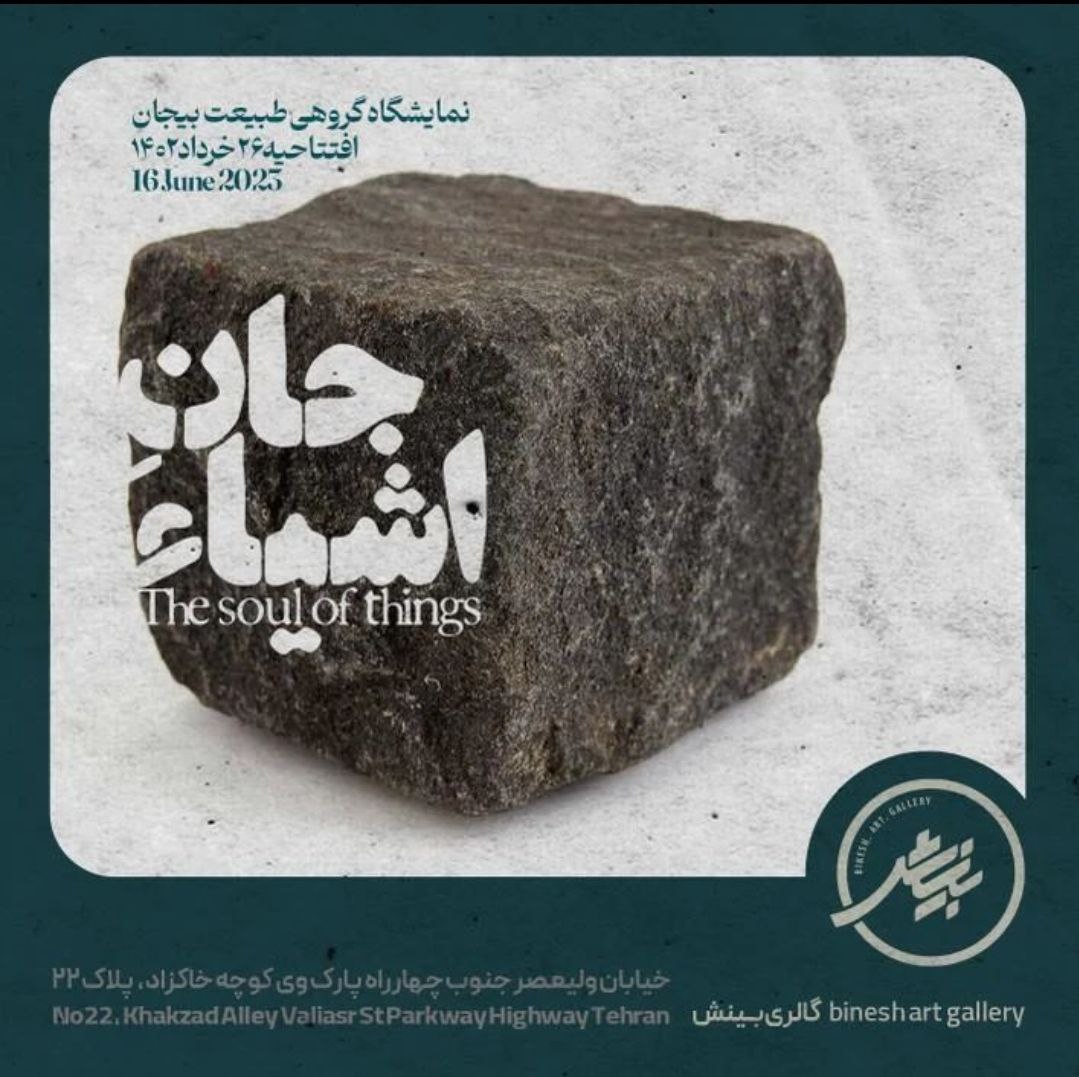 نمایشگاه گروهی طبیعت بیجان
افتتاحیه ۲۶ خرداد ۱۴۰۲
16 June 2023
جانِ
اشیاءَ
The soul of things
BINESH. ART. GALLERY
بینش
خیابان ولیعصر جنوب چهارراه پارک وی کوچه خاکزاد، پلاک ۲۲
No22, Khakzad Alley Valiasr St Parkway Highway Tehran
گالری بینش binesh art gallery